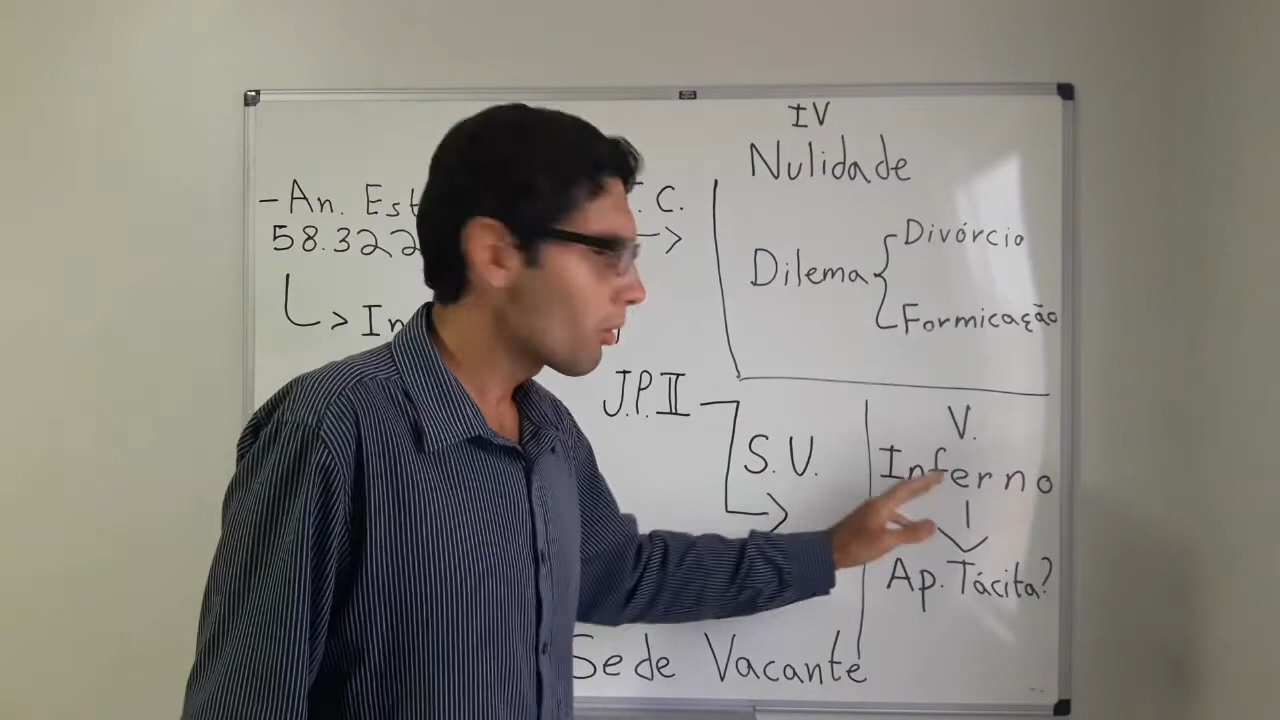 - An. Est
C.
58.322
IV
Nulidade
Dilema
Divórcio
Formicação
J.P.II
S.V.
V.
Inferno
Ap. Tácita?
Sede Vacante